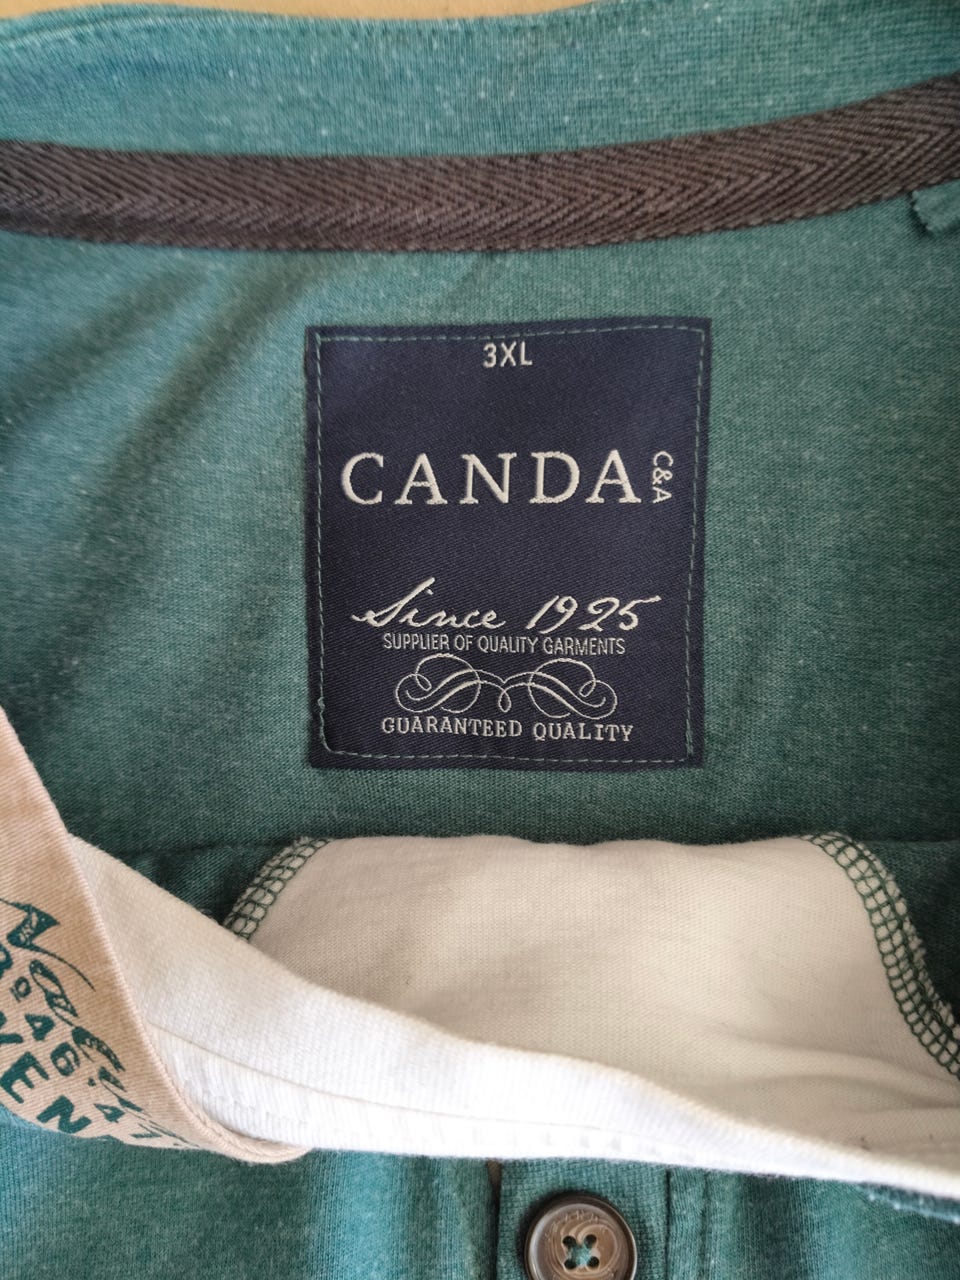 3XL
CANDA
C&A
Since 1925
SUPPLIER OF QUALITY GARMENTS
GUARANTEED QUALITY